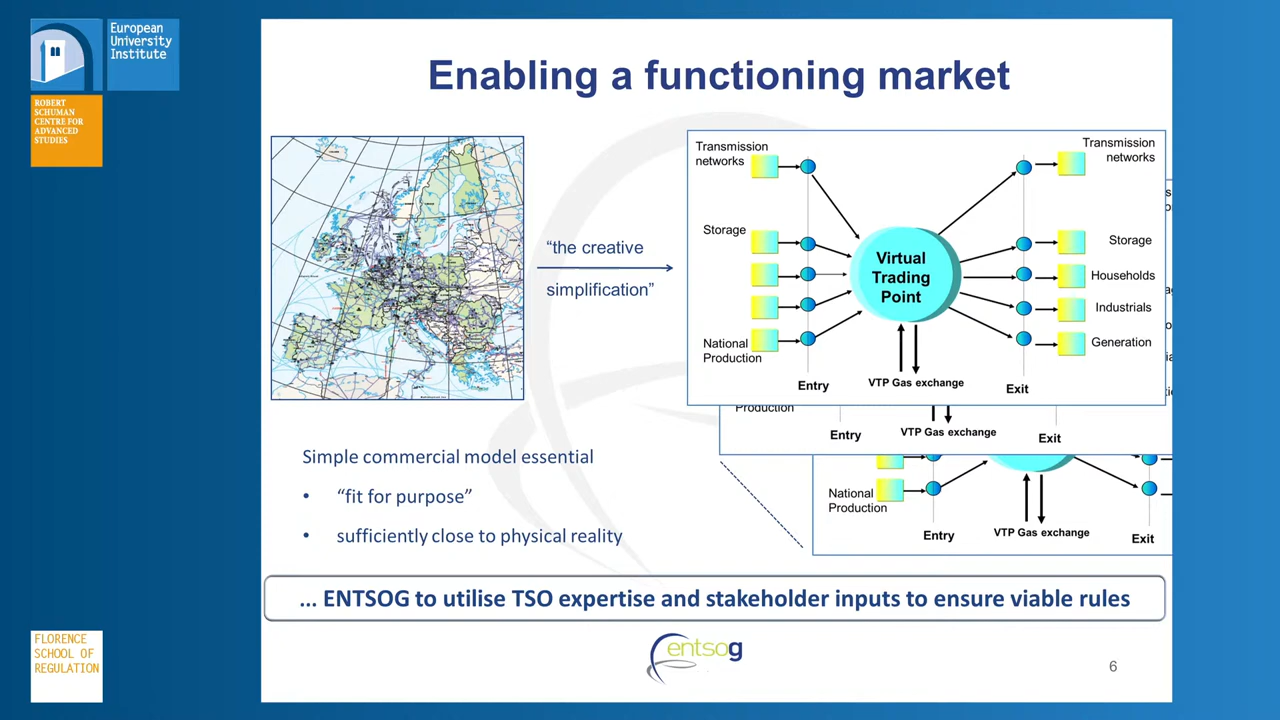 European
University
Institute
ROBERT
SCHUMAN
CENTRE FOR
ADVANCED
STUDIES
FLORENCE
SCHOOL OF
REGULATION
Enabling a functioning market
“the creative
simplification”
Transmission
networks
Storage
National
Production
Entry
Virtual
Trading
Point
VTP Gas exchange
Transmission
networks
Storage
Households
Industrials
Generation
Exit
Production
Entry
VTP Gas exchange
Exit
National
Production
Entry
VTP Gas exchange
Exit
Simple commercial model essential
• “fit for purpose”
• sufficiently close to physical reality
... ENTSOG to utilise TSO expertise and stakeholder inputs to ensure viable rules
entsog
6